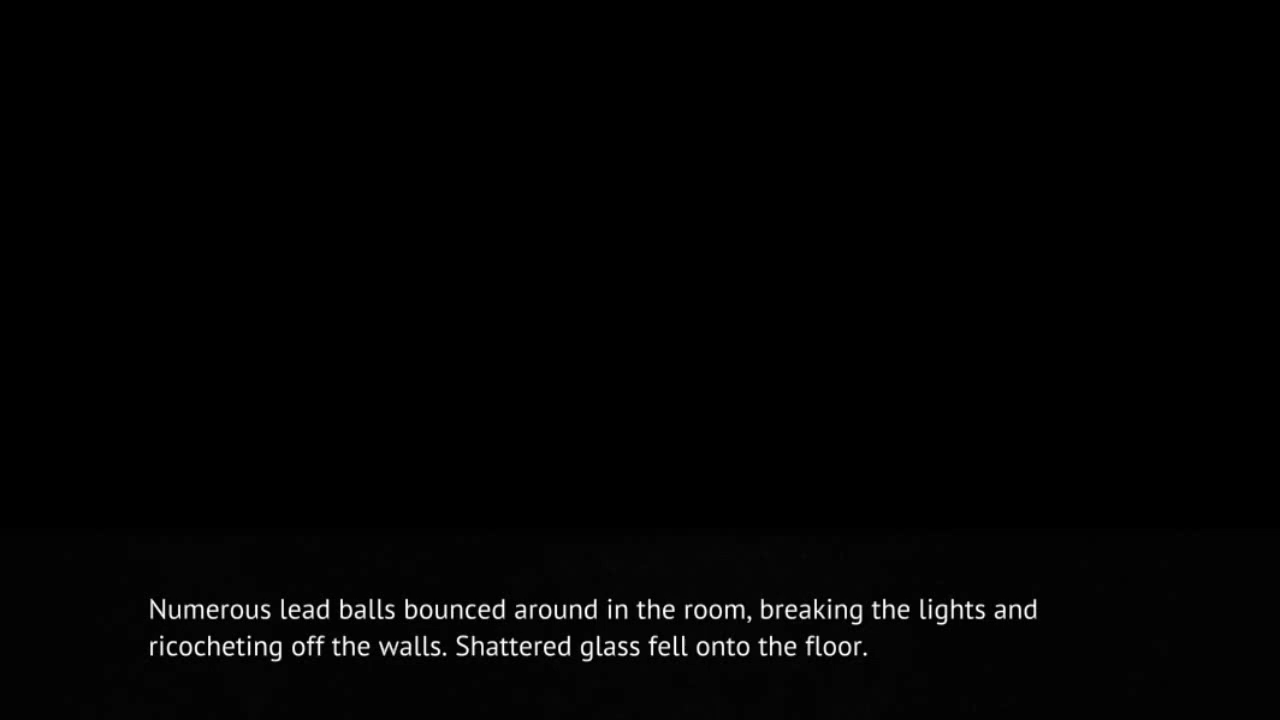 Numerous lead balls bounced around in the room, breaking the lights and
ricocheting off the walls. Shattered glass fell onto the floor.